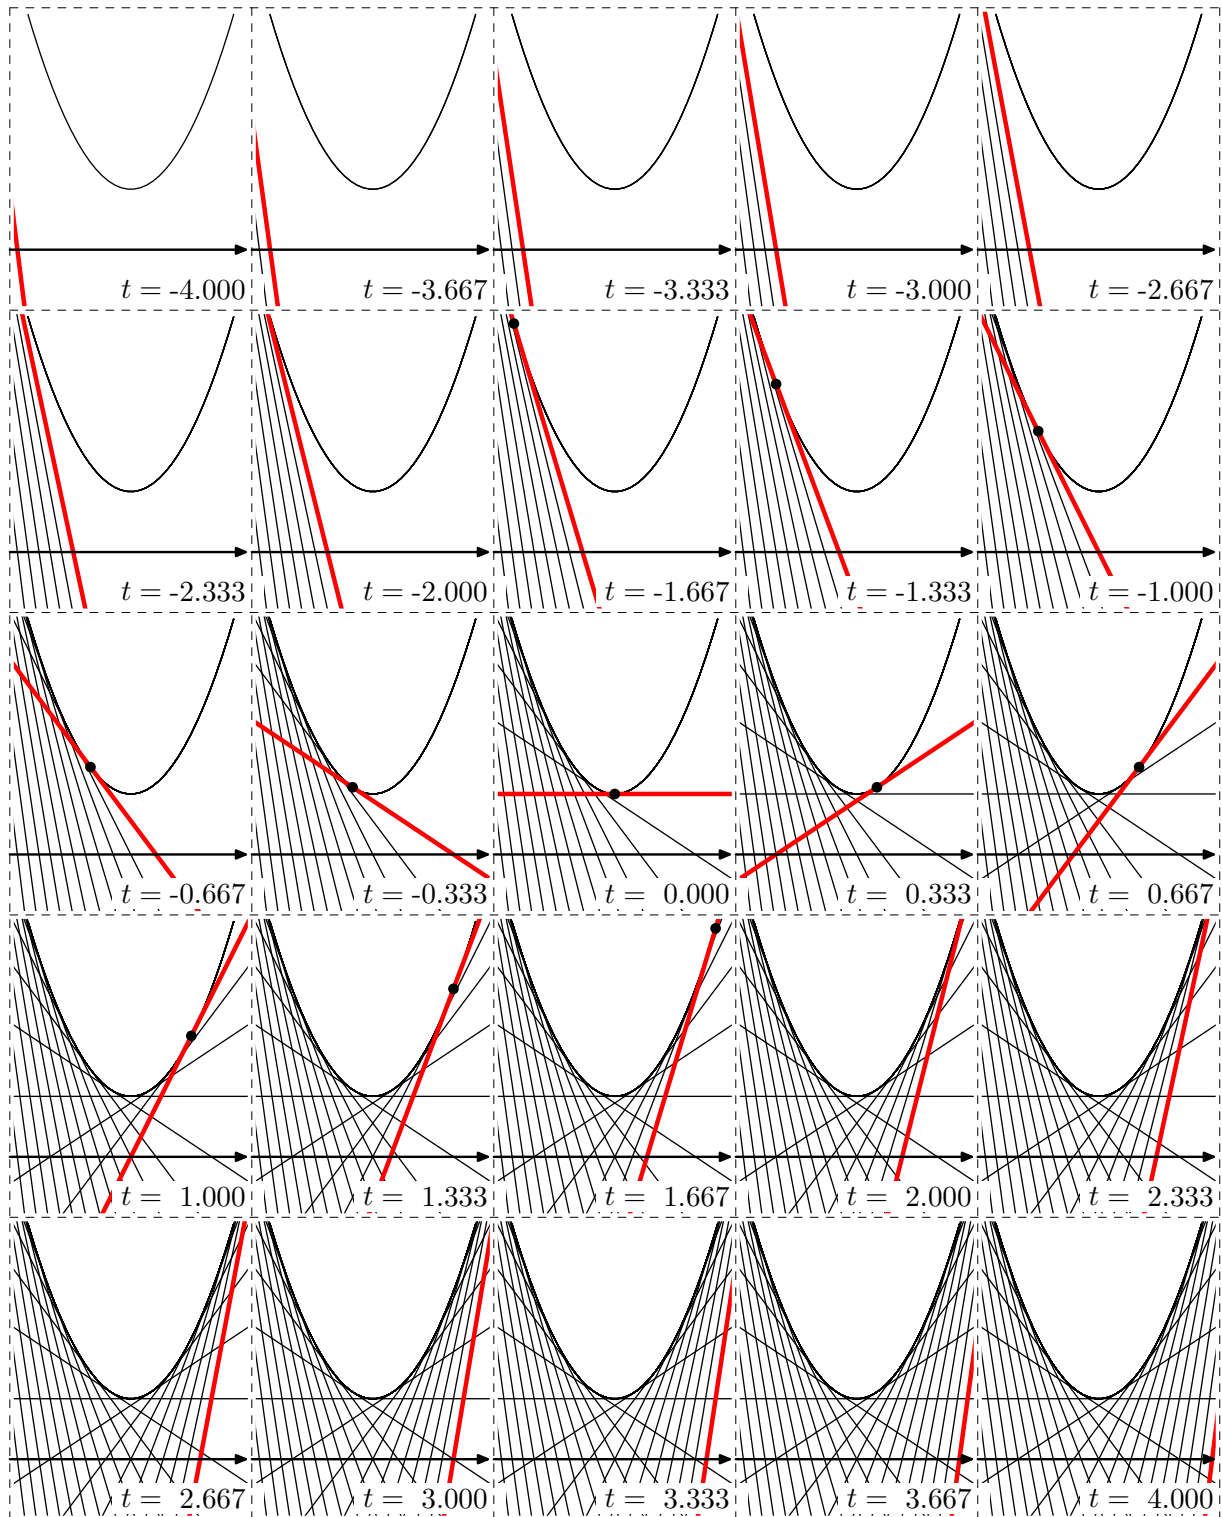 t = -4.000
t = -3.667
t = -3.333
t = -3.000
t = -2.667
t = -2.333
t = -2.000
t = -1.667
t = -1.333
t = -1.000
t = -0.667
t = -0.333
t = 0.000
t = 0.333
t = 0.667
t = 1.000
t = 1.333
t = 1.667
t = 2.000
t = 2.333
t = 2.667
t = 3.000
t = 3.333
t = 3.667
t = 4.000